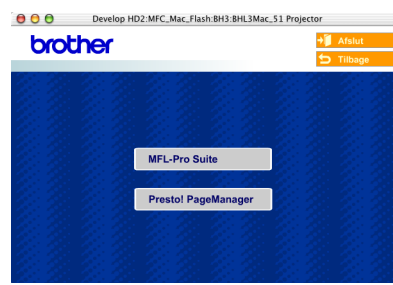 Develop HD2:MFC_Mac_Flash:BH3:BHL3Mac_51 Projector
brother
Afslut
Tilbage
MFL-Pro Suite
Presto! PageManager